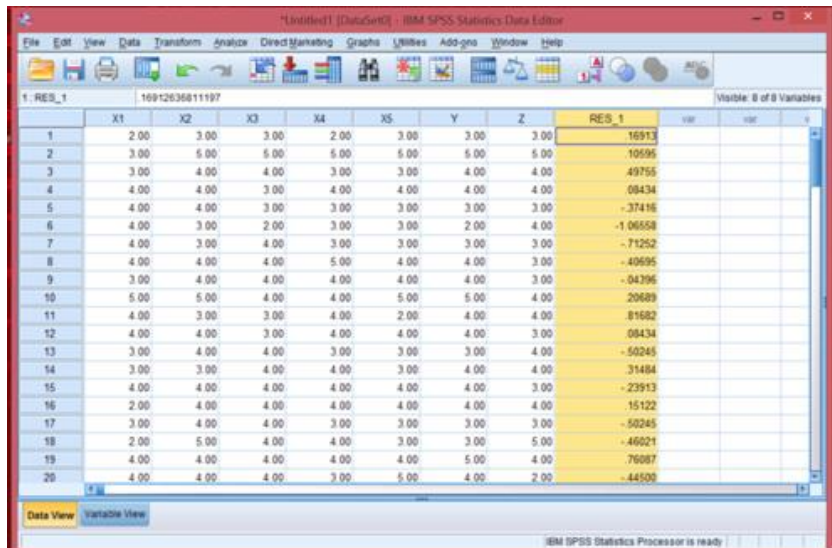 *Untitled1 [DataSet0] - IBM SPSS Statistics Data Editor
File Edit View Data Transform Analyze Direct Marketing Graphs Utilities Add-ons Window Help
1 : RES_1 .16912636811197 Visible: 8 of 8 Variables
X1 X2 X3 X4 X5 Y Z RES_1 var var
1 2.00 3.00 3.00 2.00 3.00 3.00 3.00 .16913
2 3.00 5.00 5.00 5.00 5.00 5.00 5.00 .10595
3 3.00 4.00 4.00 3.00 3.00 4.00 4.00 .49755
4 4.00 4.00 3.00 4.00 4.00 4.00 4.00 .08434
5 4.00 4.00 3.00 3.00 3.00 3.00 3.00 -.37416
6 4.00 3.00 2.00 3.00 3.00 2.00 4.00 -1.06558
7 4.00 3.00 4.00 3.00 3.00 3.00 3.00 -.71252
8 4.00 4.00 4.00 5.00 4.00 4.00 3.00 -.40695
9 3.00 4.00 4.00 4.00 4.00 4.00 3.00 -.04396
10 5.00 5.00 4.00 4.00 5.00 5.00 4.00 .20689
11 4.00 3.00 3.00 4.00 2.00 4.00 4.00 .81682
12 4.00 4.00 3.00 4.00 4.00 4.00 3.00 .08434
13 3.00 4.00 4.00 3.00 3.00 3.00 4.00 -.50245
14 3.00 3.00 4.00 3.00 4.00 4.00 4.00 .31484
15 4.00 4.00 4.00 4.00 4.00 4.00 3.00 -.23913
16 2.00 4.00 4.00 4.00 4.00 4.00 4.00 .15122
17 3.00 4.00 4.00 3.00 3.00 3.00 3.00 -.50245
18 2.00 5.00 4.00 4.00 3.00 3.00 5.00 -.46021
19 4.00 4.00 4.00 4.00 4.00 5.00 4.00 .76087
20 4.00 4.00 4.00 3.00 5.00 4.00 2.00 -.44500
Data View Variable View
IBM SPSS Statistics Processor is ready